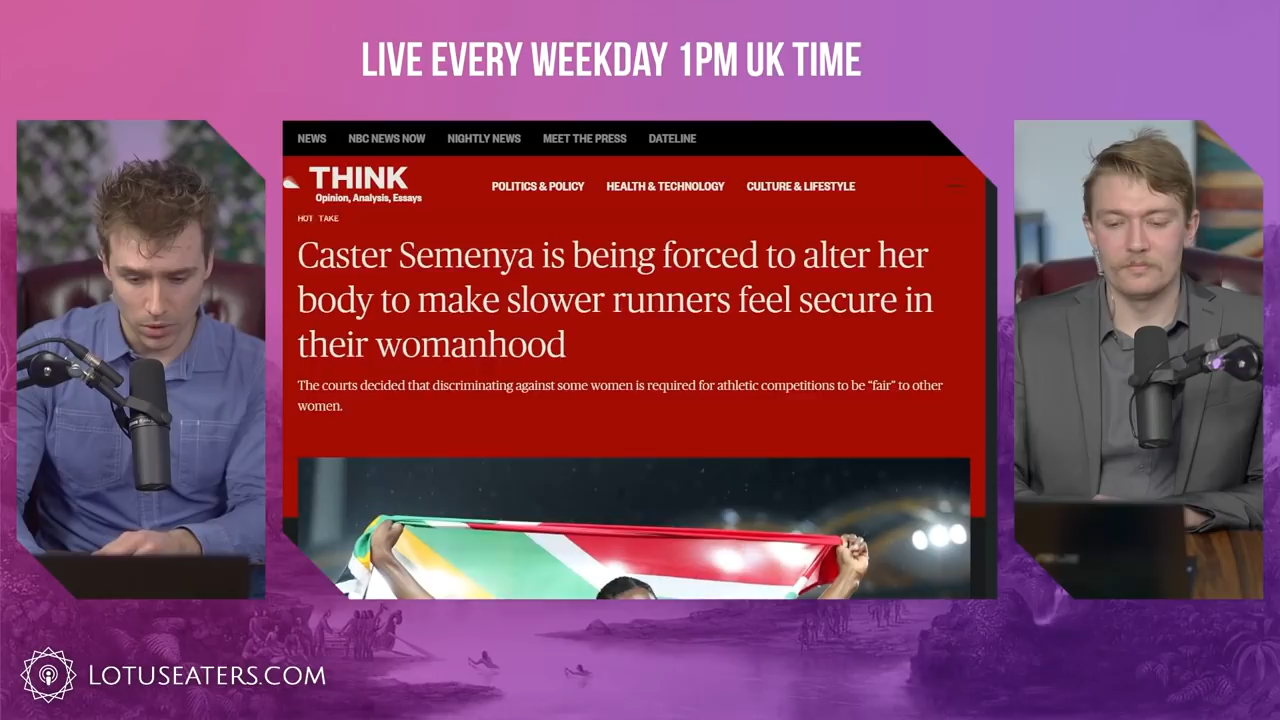 LIVE EVERY WEEKDAY 1PM UK TIME
NEWS NBC NEWS NOW NIGHTLY NEWS MEET THE PRESS DATELINE
THINK
Opinion, Analysis, Essays
POLITICS & POLICY HEALTH & TECHNOLOGY CULTURE & LIFESTYLE
HOT TAKE
Caster Semenya is being forced to alter her
body to make slower runners feel secure in
their womanhood
The courts decided that discriminating against some women is required for athletic competitions to be "fair" to other
women.
LOTUSEATERS.COM